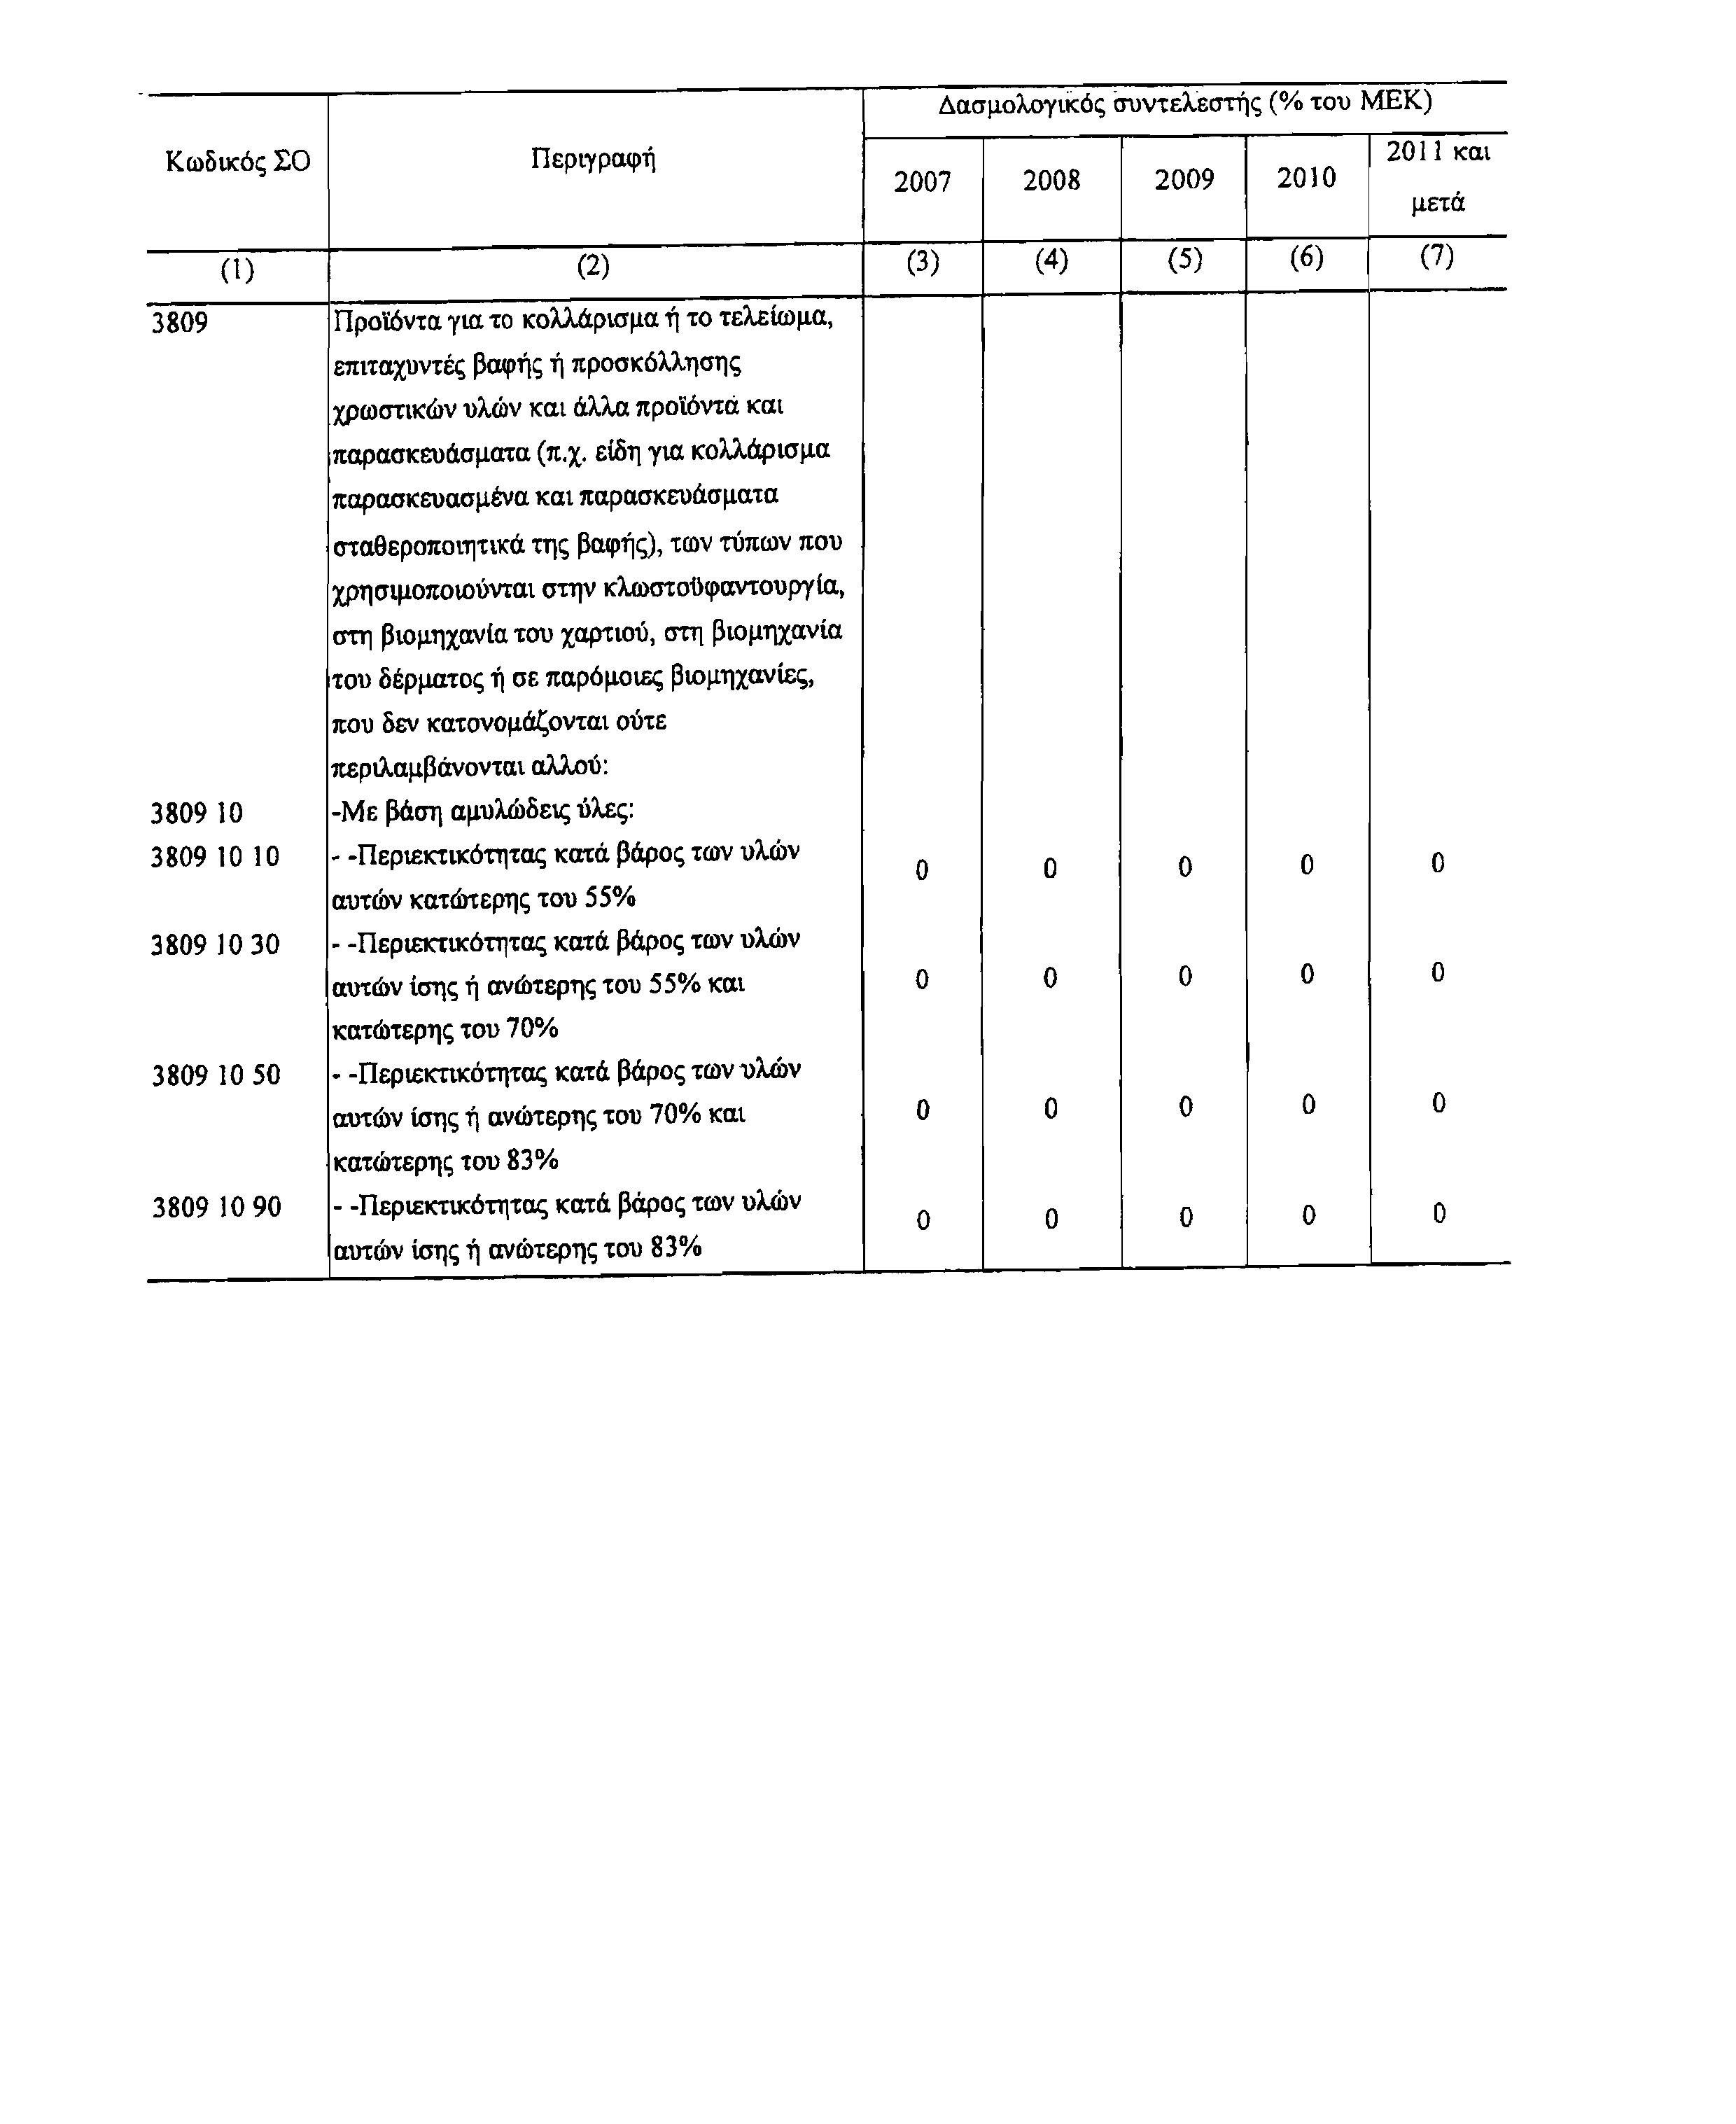 Δασμολογικός συντελεστής (% του ΜΕΚ)
Κωδικός ΣΟ Περιγραφή 2007 2008 2009 2010 2011 και
μετά
(1) (2) (3) (4) (5) (6) (7)
3809 Προϊόντα για το κολλάρισμα ή το τελείωμα,
επιταχυντές βαφής ή προσκόλλησης
χρωστικών υλών και άλλα προϊόντα και
παρασκευάσματα (π.χ. είδη για κολλάρισμα
παρασκευασμένα και παρασκευάσματα
σταθεροποιητικά της βαφής), των τύπων που
χρησιμοποιούνται στην κλωστοϋφαντουργία,
στη βιομηχανία του χαρτιού, στη βιομηχανία
του δέρματος ή σε παρόμοιες βιομηχανίες,
που δεν κατονομάζονται ούτε
περιλαμβάνονται αλλού:
3809 10 -Με βάση αμυλώδεις ύλες:
3809 10 10 - -Περιεκτικότητας κατά βάρος των υλών 0 0 0 0 0
αυτών κατώτερης του 55%
3809 10 30 - -Περιεκτικότητας κατά βάρος των υλών
αυτών ίσης ή ανώτερης του 55% και 0 0 0 0 0
κατώτερης του 70%
3809 10 50 - -Περιεκτικότητας κατά βάρος των υλών
αυτών ίσης ή ανώτερης του 70% και 0 0 0 0 0
κατώτερης του 83%
3809 10 90 - -Περιεκτικότητας κατά βάρος των υλών 0 0 0 0 0
αυτών ίσης ή ανώτερης του 83%